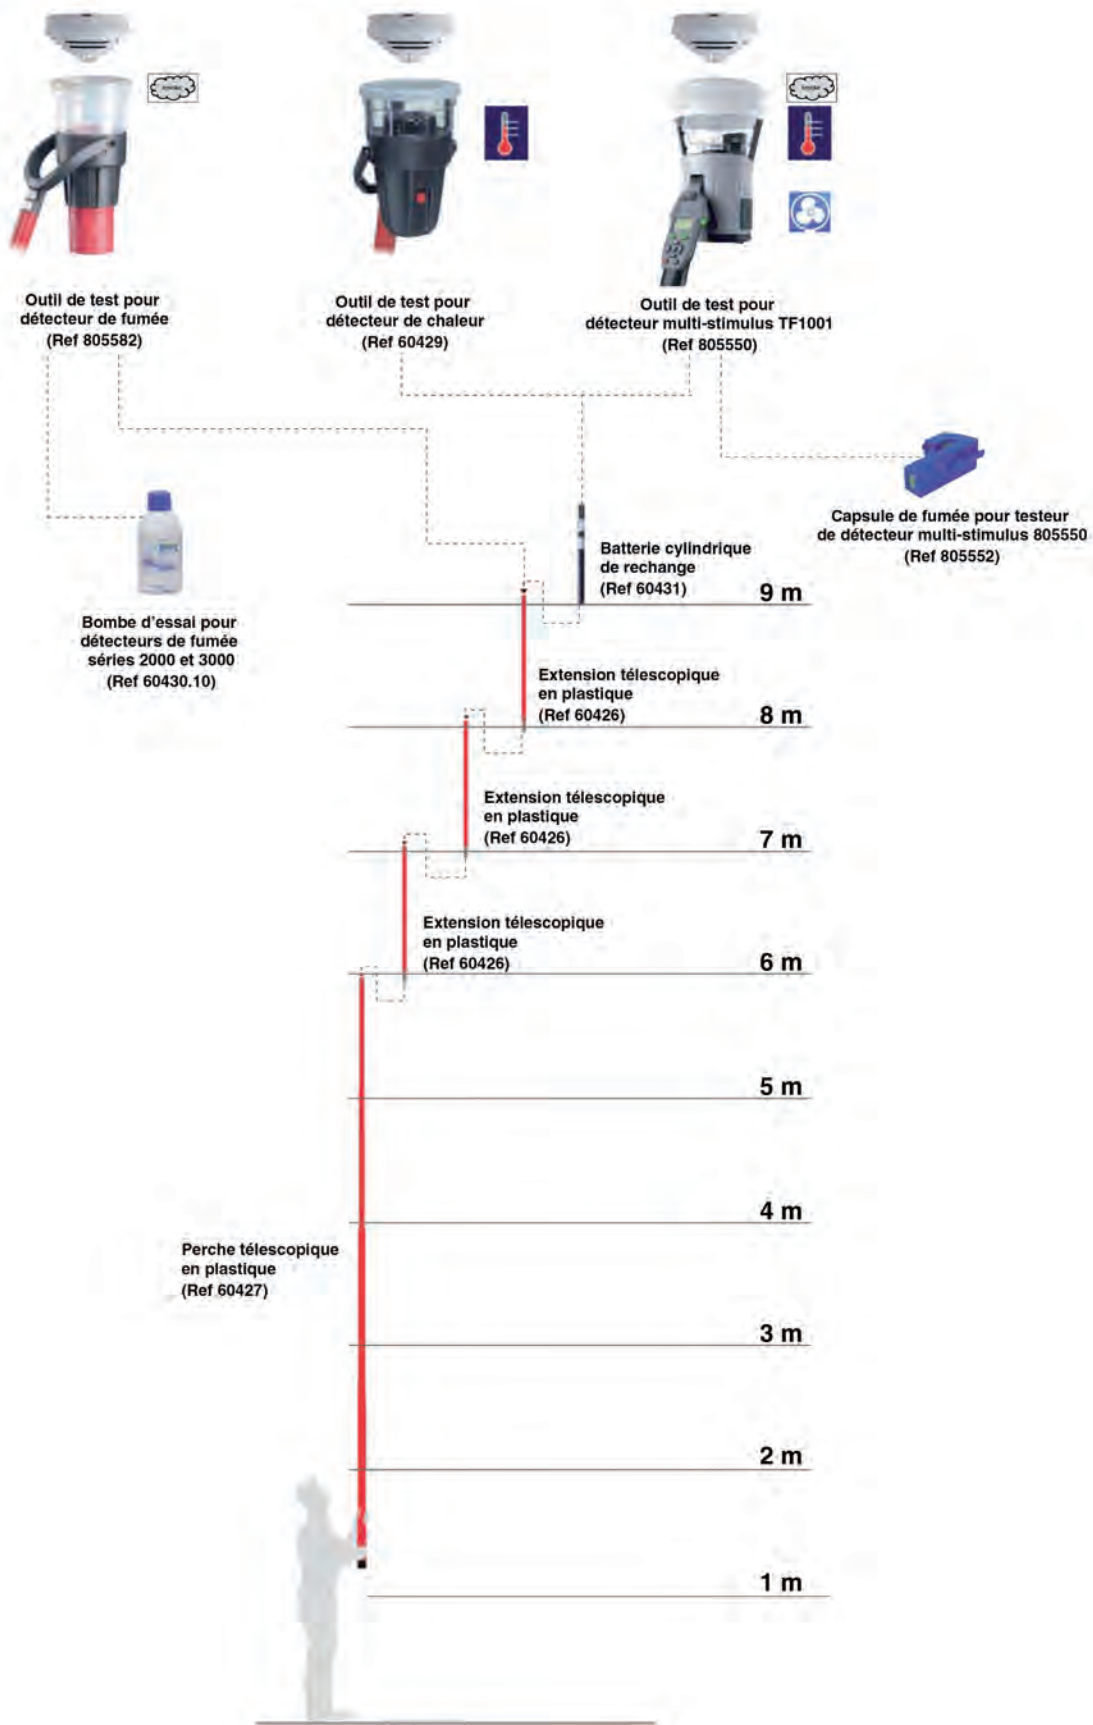 Outil de test pour
détecteur de fumée
(Ref 805582)
Outil de test pour
détecteur de chaleur
(Ref 60429)
Outil de test pour
détecteur multi-stimulus TF1001
(Ref 805550)
Capsule de fumée pour testeur
de détecteur multi-stimulus 805550
(Ref 805552)
Bombe d'essai pour
détecteurs de fumée
séries 2000 et 3000
(Ref 60430.10)
Batterie cylindrique
de rechange
(Ref 60431)
9 m
Extension télescopique
en plastique
(Ref 60426)
8 m
Extension télescopique
en plastique
(Ref 60426)
7 m
Extension télescopique
en plastique
(Ref 60426)
6 m
5 m
4 m
Perche télescopique
en plastique
(Ref 60427)
3 m
2 m
1 m